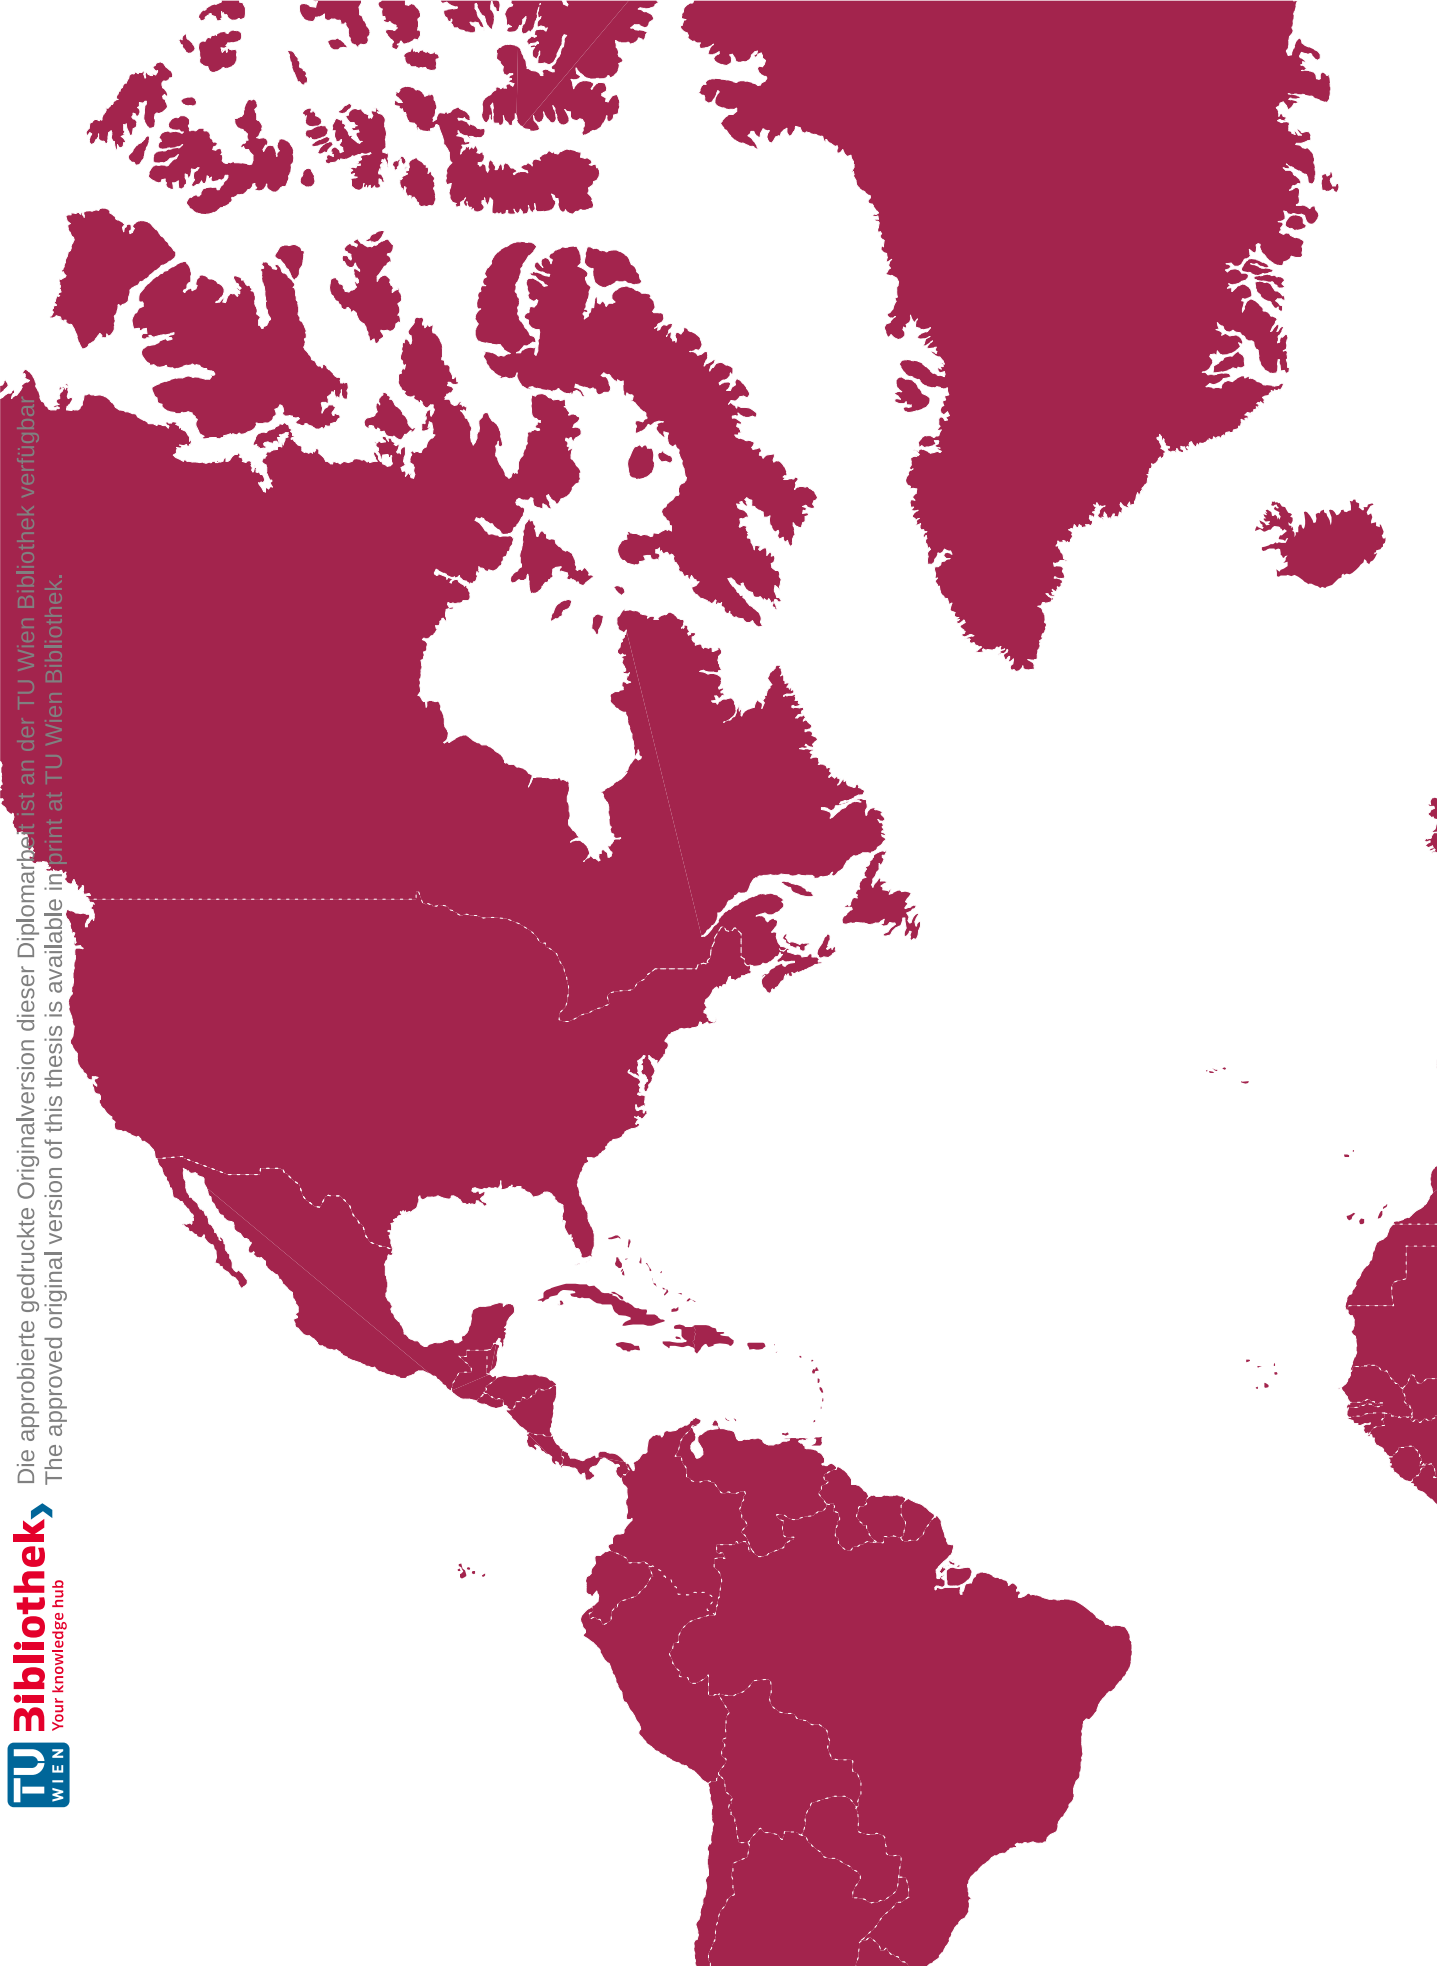 Die approbierte gedruckte Originalversion dieser Diplomarbeit ist an der TU Wien Bibliothek verfügbar
The approved original version of this thesis is available in print at TU Wien Bibliothek.
TU Bibliothek
WIEN Your knowledge hub